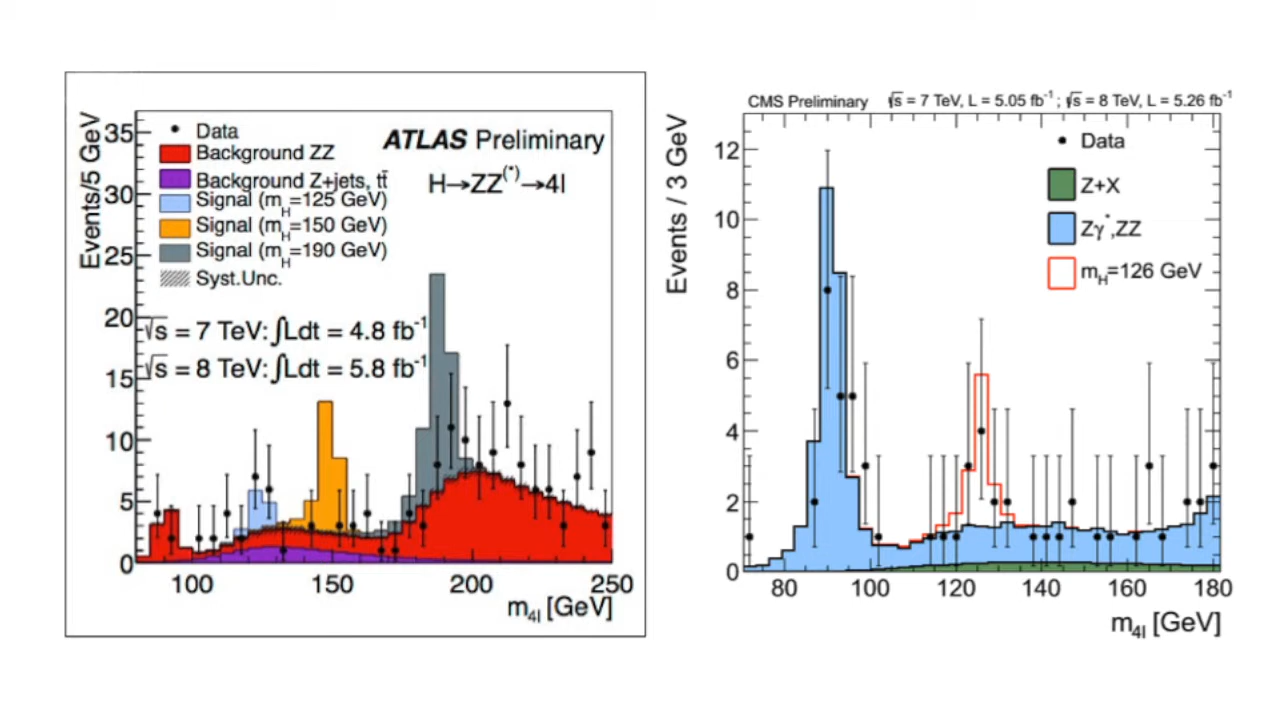 ATLAS Preliminary
H→ZZ(*)→4l
Data
Background ZZ
Background Z+jets, tt̄
Signal (mH=125 GeV)
Signal (mH=150 GeV)
Signal (mH=190 GeV)
Syst.Unc.
√s = 7 TeV: ∫Ldt = 4.8 fb-1
√s = 8 TeV: ∫Ldt = 5.8 fb-1
Events/5 GeV
35
30
25
20
15
10
5
0
100 150 200 250
m4l [GeV]
CMS Preliminary √s = 7 TeV, L = 5.05 fb-1 ; √s = 8 TeV, L = 5.26 fb-1
Data
Z+X
Zγ*,ZZ
mH=126 GeV
Events / 3 GeV
12
10
8
6
4
2
0
80 100 120 140 160 180
m4l [GeV]